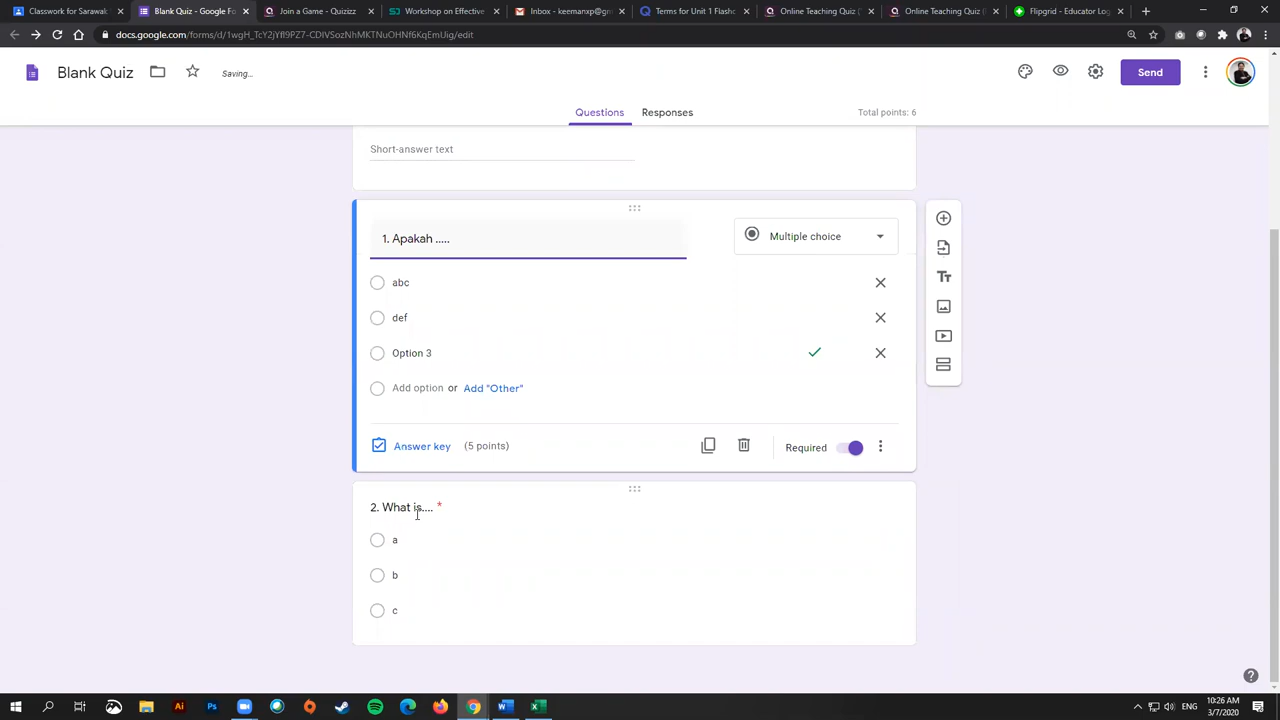 Classwork for Sarawak
Blank Quiz - Google Fo
Join a Game - Quizizz
Workshop on Effective
Inbox - keemanxp@gm
Terms for Unit 1 Flashc
Online Teaching Quiz (
Online Teaching Quiz (
Flipgrid - Educator Log
docs.google.com/forms/d/1wgH_TcY2jYfl9PZ7-CDIVSozNhMKTNuOHNf6KqEmUig/edit
Blank Quiz
Saving...
Send
Questions
Responses
Total points: 6
Short-answer text
1. Apakah .....
Multiple choice
abc
def
Option 3
Add option or Add "Other"
Answer key (5 points)
Required
2. What is.... *
a
b
c
ENG
10:26 AM
3/7/2020